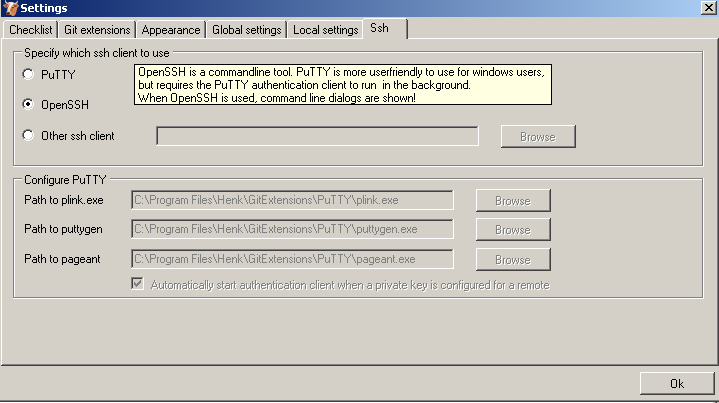 Settings
Checklist Git extensions Appearance Global settings Local settings Ssh
Specify which ssh client to use
PuTTY
OpenSSH is a commandline tool. PuTTY is more userfriendly to use for windows users,
but requires the PuTTY authentication client to run in the background.
When OpenSSH is used, command line dialogs are shown!
OpenSSH
Other ssh client Browse
Configure PuTTY
Path to plink.exe C:\Program Files\Henk\GitExtensions\PuTTY\plink.exe Browse
Path to puttygen C:\Program Files\Henk\GitExtensions\PuTTY\puttygen.exe Browse
Path to pageant C:\Program Files\Henk\GitExtensions\PuTTY\pageant.exe Browse
Automatically start authentication client when a private key is configured for a remote
Ok